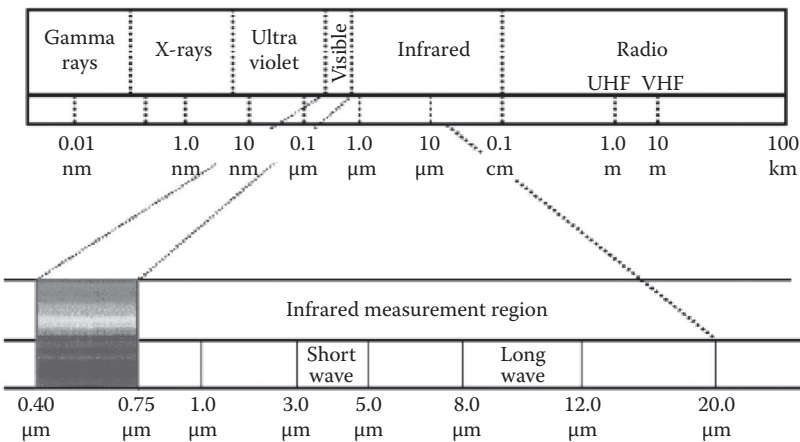 Gamma rays
X-rays
Ultra violet
Visible
Infrared
Radio
UHF VHF
0.01 nm
1.0 nm
10 nm
0.1 μm
1.0 μm
10 μm
0.1 cm
1.0 m
10 m
100 km
Infrared measurement region
Short wave
Long wave
0.40 μm
0.75 μm
1.0 μm
3.0 μm
5.0 μm
8.0 μm
12.0 μm
20.0 μm